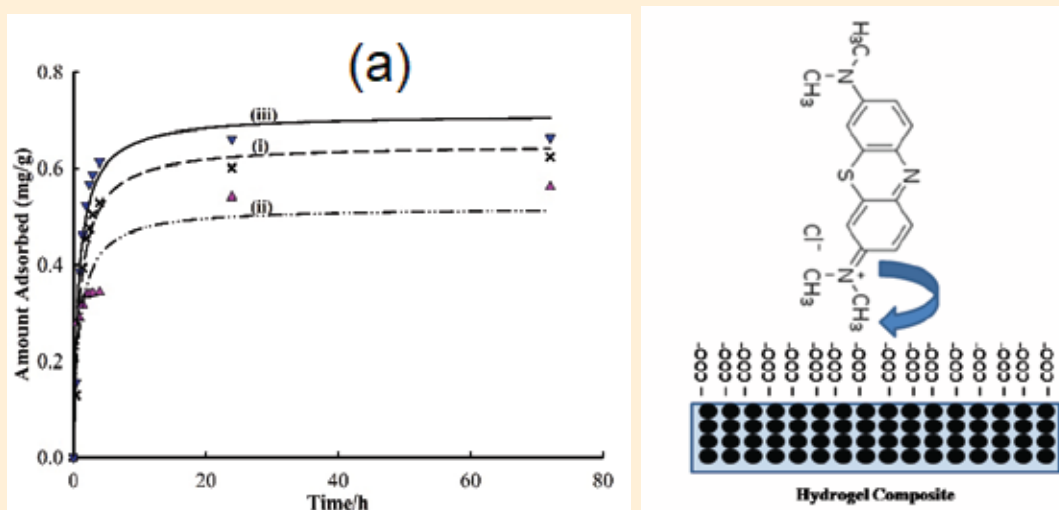 (a)
0.8
0.6
0.4
0.2
0.0
(iii)
(i)
(ii)
0 20 40 60 80
Amount Adsorbed (mg/g)
Time/h
H₃C
N
CH₃
S
N
Cl⁻
N⁺
CH₃
CH₃
- COO⁻ - COO⁻ - COO⁻ - COO⁻ - COO⁻ - COO⁻ - COO⁻ - COO⁻ - COO⁻ - COO⁻ - COO⁻ - COO⁻ - COO⁻ - COO⁻ - COO⁻
Hydrogel Composite